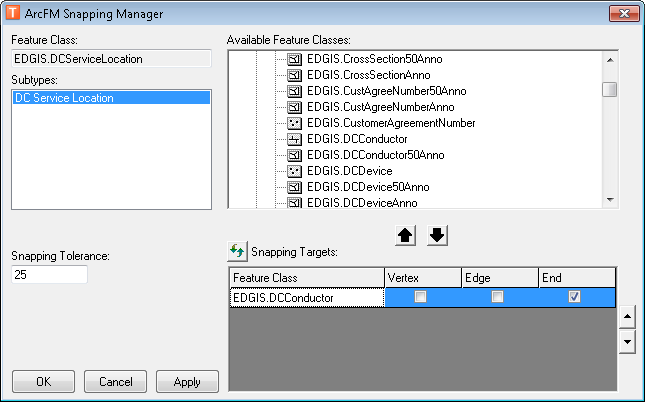 ArcFM Snapping Manager
Feature Class:
EDGIS.DCServiceLocation
Subtypes:
DC Service Location
Available Feature Classes:
EDGIS.CrossSection50Anno
EDGIS.CrossSectionAnno
EDGIS.CustAgreeNumber50Anno
EDGIS.CustAgreeNumberAnno
EDGIS.CustomerAgreementNumber
EDGIS.DCConductor
EDGIS.DCConductor50Anno
EDGIS.DCDevice
EDGIS.DCDevice50Anno
EDGIS.DCDeviceAnno
Snapping Tolerance:
25
Snapping Targets:
Feature Class Vertex Edge End
EDGIS.DCConductor
OK Cancel Apply